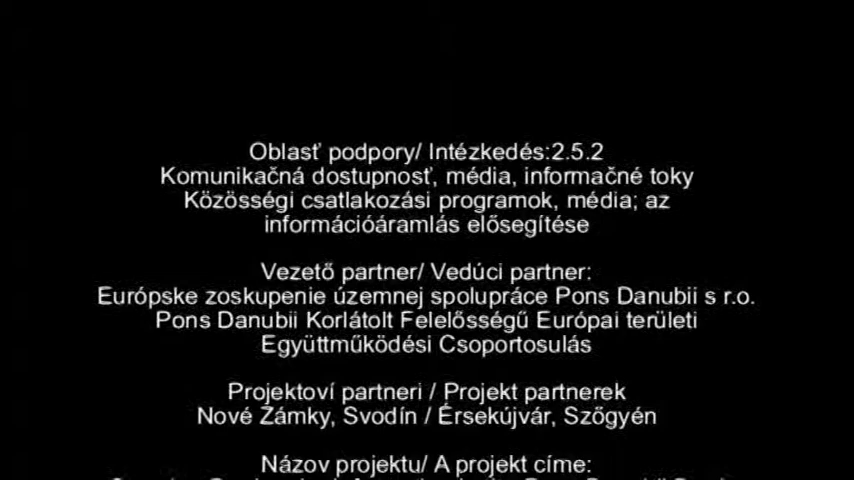 Oblasť podpory/ Intézkedés:2.5.2
Komunikačná dostupnosť, média, informačné toky
Közösségi csatlakozási programok, média; az
információáramlás elősegítése
Vezető partner/ Vedúci partner:
Európske zoskupenie územnej spolupráce Pons Danubii s r.o.
Pons Danubii Korlátolt Felelősségű Európai területi
Együttműködési Csoportosulás
Projektoví partneri / Projekt partnerek
Nové Zámky, Svodín / Érsekújvár, Szőgyén
Názov projektu/ A projekt címe: